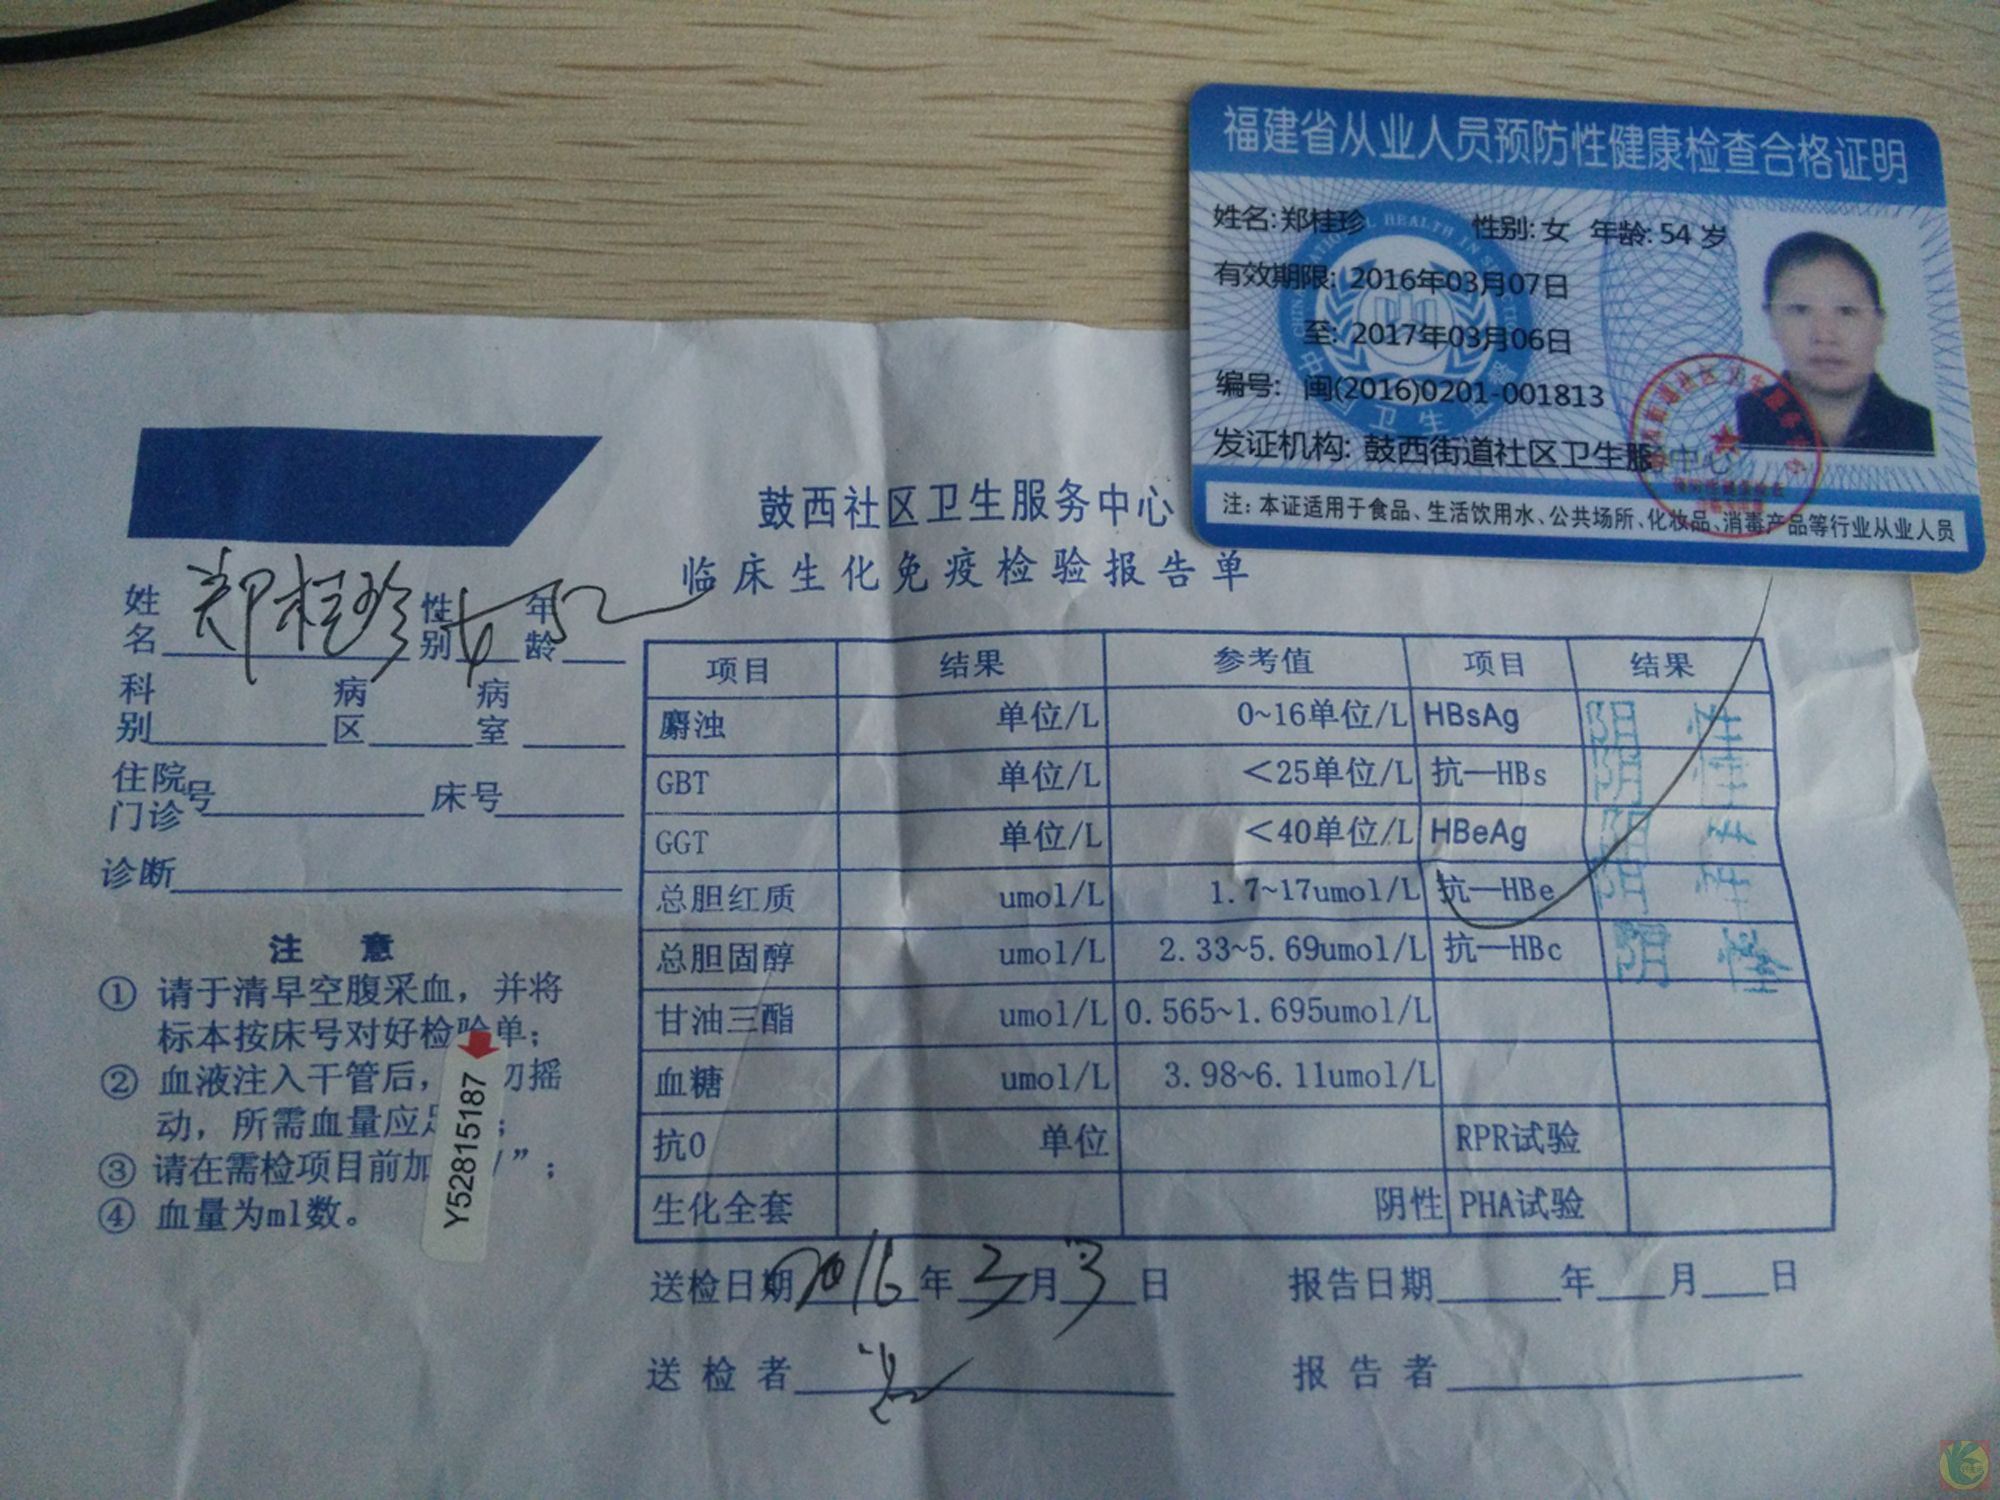 福建省从业人员预防性健康检查合格证明
姓名:郑桂珍 性别:女 年龄:54 岁
有效期限: 2016年03月07日
至: 2017年03月06日
编号: 闽(2016)0201-001813
发证机构: 鼓西街道社区卫生服 中心
注: 本证适用于食品、生活饮用水、公共场所、化妆品、消毒产品等行业从业人员
鼓西社区卫生服务中心
临床生化免疫检验报告单
姓名 郑桂珍 性别 女 年龄 52
科别 病区 病室
住院门诊号 床号
诊断
注 意
① 请于清早空腹采血，并将
标本按床号对好检验单；
② 血液注入干管后， 切摇
动，所需血量应足 ；
③ 请在需检项目前加 /”；
④ 血量为ml数。
Y52815187
项目 结果 参考值 项目 结果
麝浊 单位/L 0~16单位/L HBsAg 阴性
GBT 单位/L <25单位/L 抗—HBs 阴性
GGT 单位/L <40单位/L HBeAg 阴性
总胆红质 umol/L 1.7~17umol/L 抗—HBe 阴性
总胆固醇 umol/L 2.33~5.69umol/L 抗—HBc 阴性
甘油三酯 umol/L 0.565~1.695umol/L
血糖 umol/L 3.98~6.11umol/L
抗O 单位 RPR试验
生化全套 阴性 PHA试验
送检日期 2016 年 3 月 3 日 报告日期 年 月 日
送检者 报告者